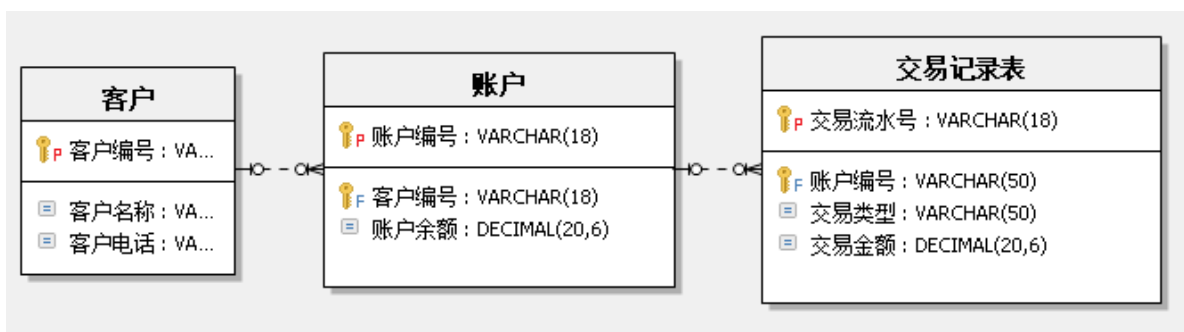 客户
P 客户编号 : VA...
客户名称 : VA...
客户电话 : VA...
账户
P 账户编号 : VARCHAR(18)
F 客户编号 : VARCHAR(18)
账户余额 : DECIMAL(20,6)
交易记录表
P 交易流水号 : VARCHAR(18)
F 账户编号 : VARCHAR(50)
交易类型 : VARCHAR(50)
交易金额 : DECIMAL(20,6)